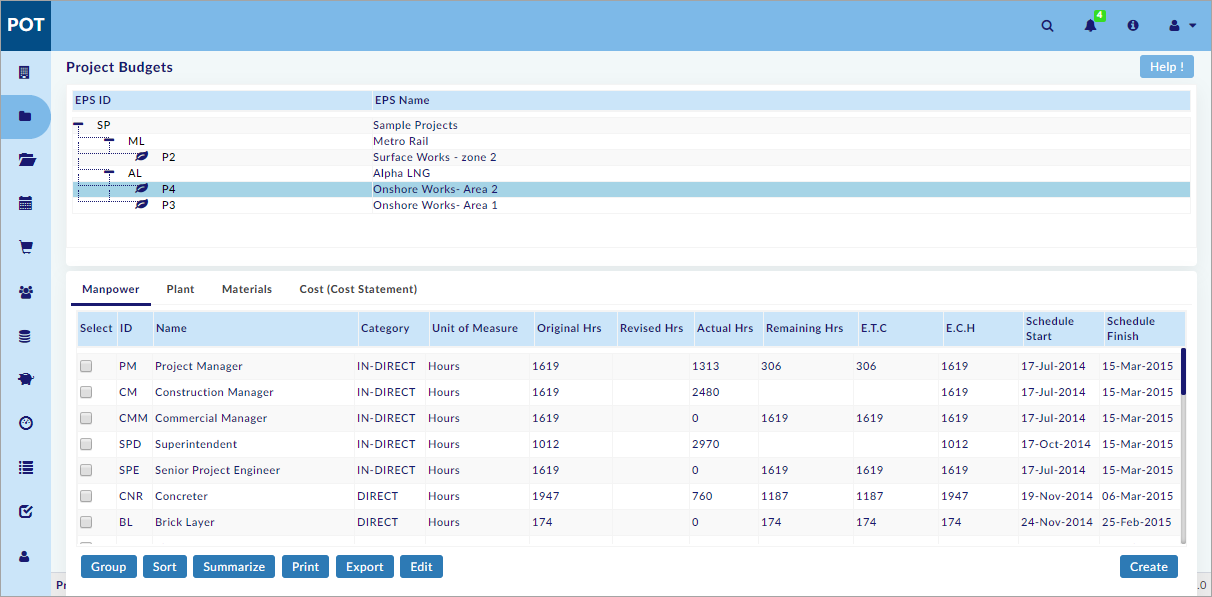 POT
4
Project Budgets
Help !
EPS ID EPS Name
SP Sample Projects
ML Metro Rail
P2 Surface Works - zone 2
AL Alpha LNG
P4 Onshore Works- Area 2
P3 Onshore Works- Area 1
Manpower Plant Materials Cost (Cost Statement)
Select ID Name Category Unit of Measure Original Hrs Revised Hrs Actual Hrs Remaining Hrs E.T.C E.C.H Schedule Start Schedule Finish
PM Project Manager IN-DIRECT Hours 1619 1313 306 306 1619 17-Jul-2014 15-Mar-2015
CM Construction Manager IN-DIRECT Hours 1619 2480 1619 17-Jul-2014 15-Mar-2015
CMM Commercial Manager IN-DIRECT Hours 1619 0 1619 1619 1619 17-Jul-2014 15-Mar-2015
SPD Superintendent IN-DIRECT Hours 1012 2970 1012 17-Oct-2014 15-Mar-2015
SPE Senior Project Engineer IN-DIRECT Hours 1619 0 1619 1619 1619 17-Jul-2014 15-Mar-2015
CNR Concreter DIRECT Hours 1947 760 1187 1187 1947 19-Nov-2014 06-Mar-2015
BL Brick Layer DIRECT Hours 174 0 174 174 174 24-Nov-2014 25-Feb-2015
Group Sort Summarize Print Export Edit Create